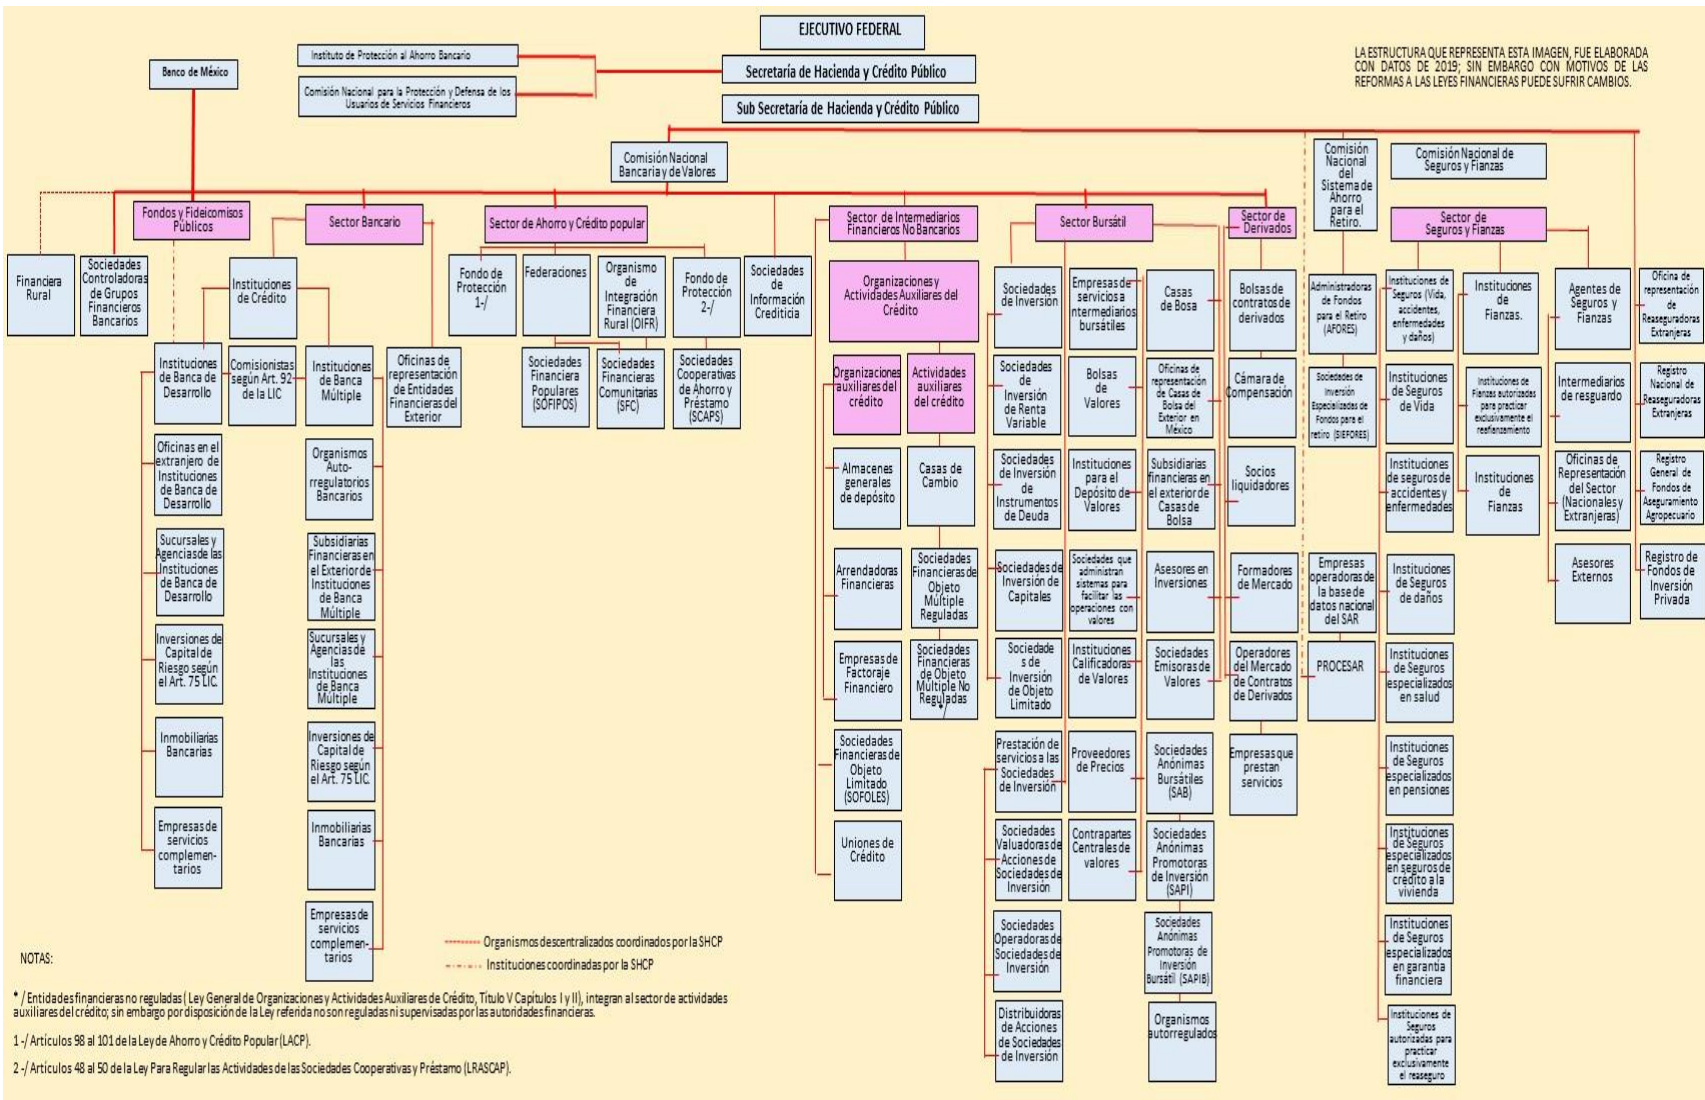 EJECUTIVO FEDERAL
Instituto de Protección al Ahorro Bancario
Banco de México
Secretaría de Hacienda y Crédito Público
Comisión Nacional para la Protección y Defensa de los
Usuarios de Servicios Financieros
Sub Secretaría de Hacienda y Crédito Público
LA ESTRUCTURA QUE REPRESENTA ESTA IMAGEN, FUE ELABORADA
CON DATOS DE 2019; SIN EMBARGO CON MOTIVOS DE LAS
REFORMAS A LAS LEYES FINANCIERAS PUEDE SUFRIR CAMBIOS.
Comisión Nacional
Bancaria y de Valores
Comisión
Nacional
del
Sistema de
Ahorro
para el
Retiro.
Comisión Nacional de
Seguros y Fianzas
Fondos y Fideicomisos
Públicos
Sector Bancario
Sector de Ahorro y Crédito popular
Sector de Intermediarios
Financieros No Bancarios
Sector Bursátil
Sector de
Derivados
Sector de
Seguros y Fianzas
Financiera
Rural
Sociedades
Controladoras
de Grupos
Financieros
Bancarios
Instituciones
de Crédito
Fondo de
Protección
1-/
Federaciones
Organismo
de
Integración
Financiera
Rural (OIFR)
Fondo de
Protección
2-/
Sociedades
de
Información
Crediticia
Organizaciones y
Actividades Auxiliares del
Crédito
Sociedades
de Inversión
Empresas de
servicios a
intermediarios
bursátiles
Casas
de Bosa
Bolsas de
contratos de
derivados
Administradoras
de Fondos
para el Retiro
(AFORES)
Instituciones de
Seguros (Vida,
accidentes,
enfermedades
y daños)
Instituciones
de
Fianzas.
Agentes de
Seguros y
Fianzas
Oficina de
representación
de
Reaseguradoras
Extranjeras
Instituciones
de Banca de
Desarrollo
Comisionistas
según Art. 92
de la LIC
Instituciones
de Banca
Múltiple
Oficinas de
representación
de Entidades
Financieras del
Exterior
Sociedades
Financiera
Populares
(SOFIPOS)
Sociedades
Financieras
Comunitarias
(SFC)
Sociedades
Cooperativas
de Ahorro y
Préstamo
(SCAPS)
Organizaciones
auxiliares del
crédito
Actividades
auxiliares
del crédito
Sociedades
de
Inversión
de Renta
Variable
Bolsas
de
Valores
Oficinas de
representación
de Casas de
Bolsa del
Exterior en
México
Cámara de
Compensación
Sociedades de
Inversión
Especializadas de
Fondos para el
retiro (SIEFORES)
Instituciones
de Seguros
de Vida
Instituciones de
Fianzas autorizadas
para practicar
exclusivamente el
reafianzamiento
Intermediarios
de resguardo
Registro
Nacional de
Reaseguradoras
Extranjeras
Oficinas en el
extranjero de
Instituciones
de Banca de
Desarrollo
Organismos
Auto-
rregulatorios
Bancarios
Almacenes
generales
de depósito
Casas de
Cambio
Sociedades
de Inversión
de
Instrumentos
de Deuda
Instituciones
para el
Depósito de
Valores
Subsidiarias
financieras en
el exterior de
Casas de
Bolsa
Socios
liquidadores
Instituciones
de seguros de
accidentes y
enfermedades
Instituciones
de
Fianzas
Oficinas de
Representación
del Sector
(Nacionales y
Extranjeras)
Registro
General de
Fondos de
Aseguramiento
Agropecuario
Sucursales y
Agencias de las
Instituciones
de Banca de
Desarrollo
Subsidiarias
Financieras en
el Exterior de
Instituciones
de Banca
Múltiple
Arrendadoras
Financieras
Sociedades
Financieras de
Objeto
Múltiple
Reguladas
Sociedades de
Inversión de
Capitales
Sociedades que
administran
sistemas para
facilitar las
operaciones con
valores
Asesores en
Inversiones
Formadores
de Mercado
Empresas
operadoras de
la base de
datos nacional
del SAR
Instituciones
de Seguros
de daños
Asesores
Externos
Registro de
Fondos de
Inversión
Privada
Inversiones de
Capital de
Riesgo según
el Art. 75 LIC.
Sucursales y
Agencias de
las
Instituciones
de Banca
Múltiple
Empresas de
Factoraje
Financiero
Sociedades
Financieras
de Objeto
Múltiple No
Reguladas
*/
Sociedade
s de
Inversión
de Objeto
Limitado
Instituciones
Calificadoras
de Valores
Sociedades
Emisoras de
Valores
Operadores
del Mercado
de Contratos
de Derivados
PROCESAR
Instituciones
de Seguros
especializados
en salud
Inmobiliarias
Bancarias
Inversiones de
Capital de
Riesgo según
el Art. 75 LIC.
Sociedades
Financieras de
Objeto
Limitado
(SOFOLES)
Prestación de
servicio a las
Sociedades
de Inversión
Proveedores
de Precios
Sociedades
Anónimas
Bursátiles
(SAB)
Empresas que
prestan
servicios
Instituciones
de Seguros
especializados
en pensiones
Empresas de
servicios
complemen-
tarios
Inmobiliarias
Bancarias
Uniones de
Crédito
Sociedades
Valuadoras
de Acciones de
Sociedades de
Inversión
Contrapartes
Centrales de
valores
Sociedades
Anónimas
Promotoras
de Inversión
(SAPI)
Instituciones
de Seguros
especializados
en seguros de
crédito a la
vivienda
Empresas de
servicios
complemen-
tarios
Sociedades
Operadoras de
Sociedades de
Inversión
Sociedades
Anónimas
Promotoras de
Inversión
Bursátil (SAPIB)
Instituciones
de Seguros
especializados
en garantía
financiera
Distribuidoras
de Acciones
de Sociedades
de Inversión
Organismos
autorregulados
Instituciones de
Seguros
autorizadas para
practicar
exclusivamente
el reaseguro
Organismos descentralizados coordinados por la SHCP
Instituciones coordinadas por la SHCP
NOTAS:
* / Entidades financieras no reguladas ( Ley General de Organizaciones y Actividades Auxiliares de Crédito, Título V Capítulos I y II), integran al sector de actividades
auxiliares del crédito; sin embargo por disposición de la Ley referida no son reguladas ni supervisadas por las autoridades financieras.
1 -/ Artículos 98 al 101 de la Ley de Ahorro y Crédito Popular (LACP).
2 -/ Artículos 48 al 50 de la Ley Para Regular las Actividades de las Sociedades Cooperativas y Préstamo (LRASCAP).